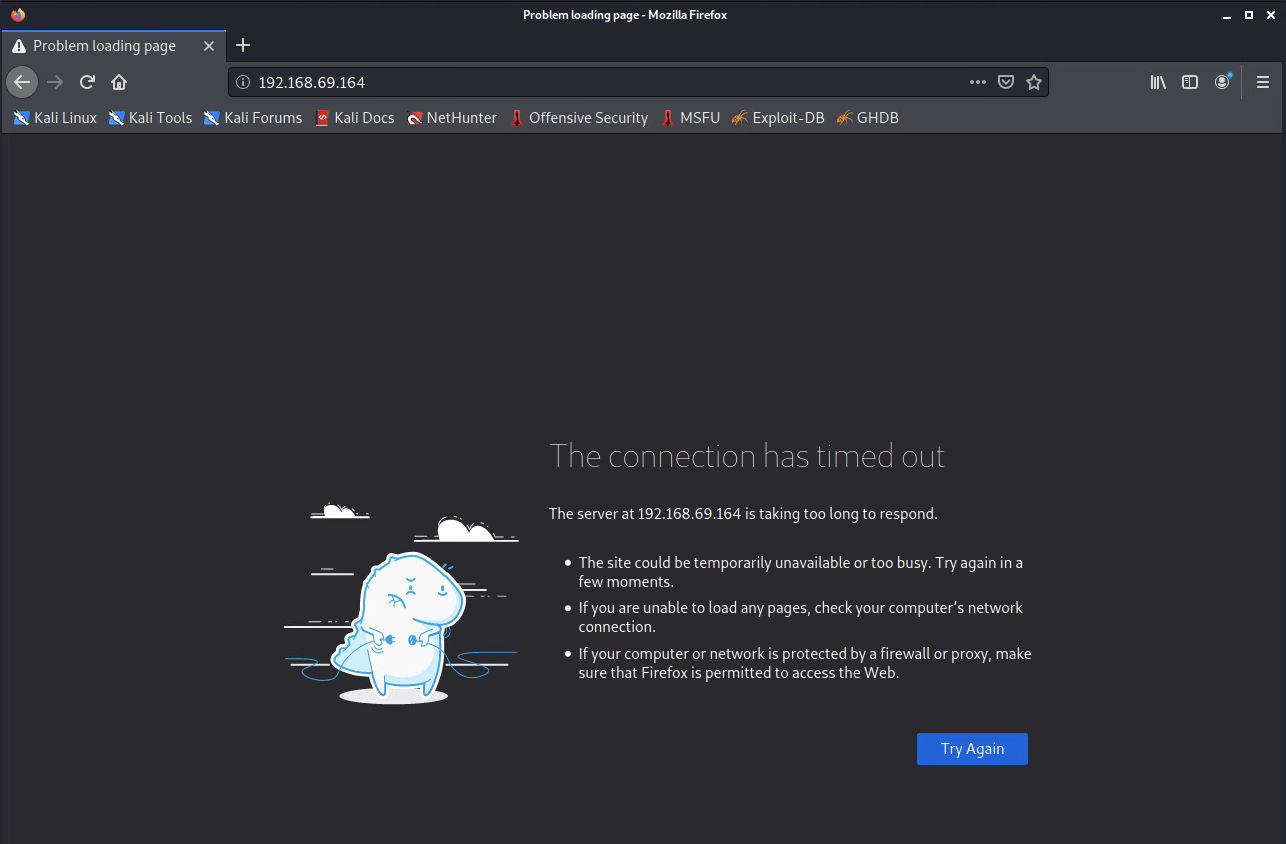 Problem loading page - Mozilla Firefox
Problem loading page
192.168.69.164
Kali Linux Kali Tools Kali Forums Kali Docs NetHunter Offensive Security MSFU Exploit-DB GHDB
The connection has timed out
The server at 192.168.69.164 is taking too long to respond.
The site could be temporarily unavailable or too busy. Try again in a
few moments.
If you are unable to load any pages, check your computer’s network
connection.
If your computer or network is protected by a firewall or proxy, make
sure that Firefox is permitted to access the Web.
Try Again